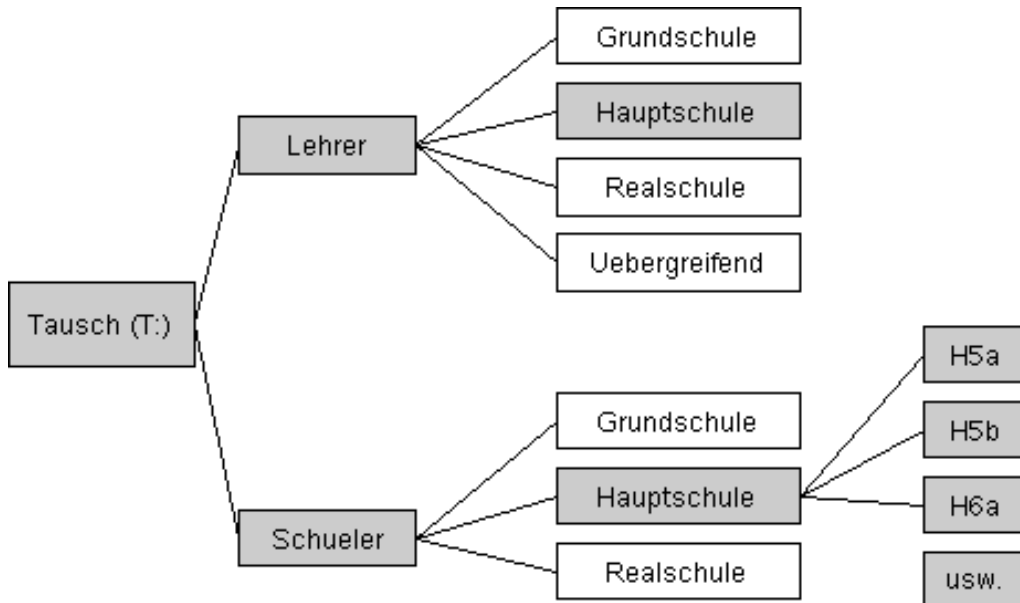 Grundschule
Hauptschule
Lehrer
Realschule
Uebergreifend
Tausch (T:)
H5a
Grundschule
H5b
Hauptschule
H6a
Schueler
Realschule
usw.